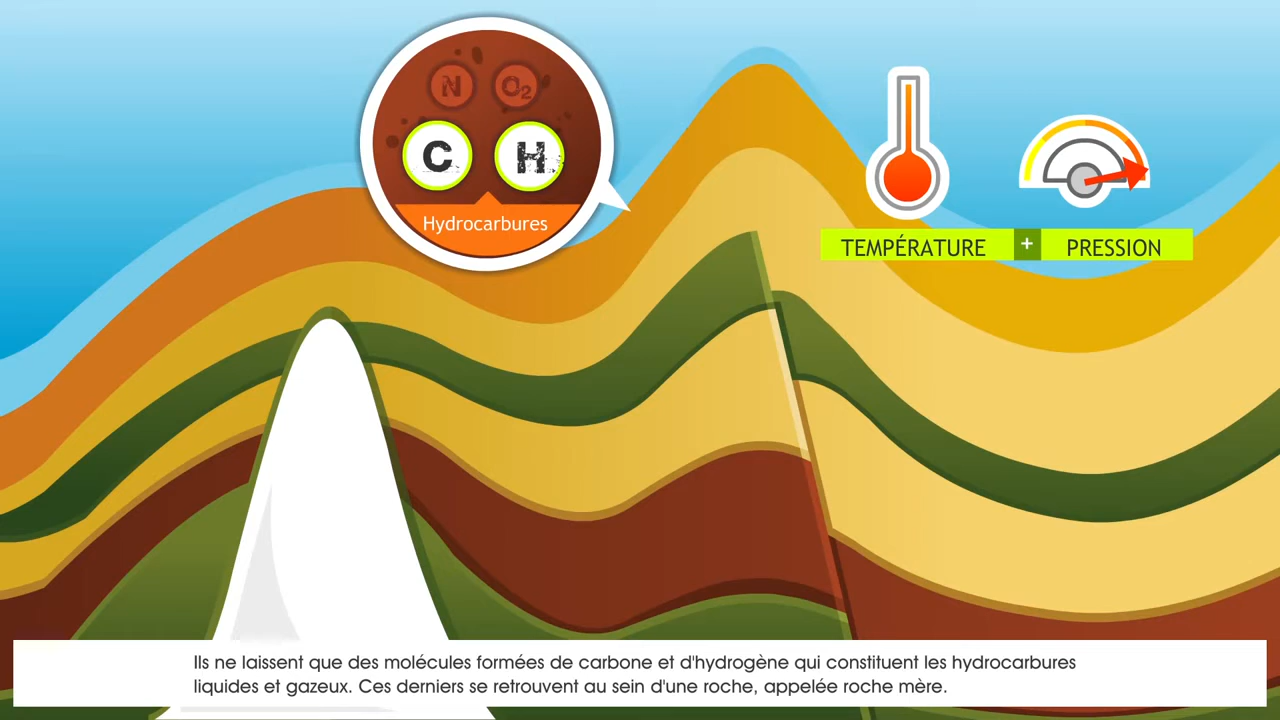 N O2
C H
Hydrocarbures
TEMPÉRATURE + PRESSION
Ils ne laissent que des molécules formées de carbone et d'hydrogène qui constituent les hydrocarbures
liquides et gazeux. Ces derniers se retrouvent au sein d'une roche, appelée roche mère.